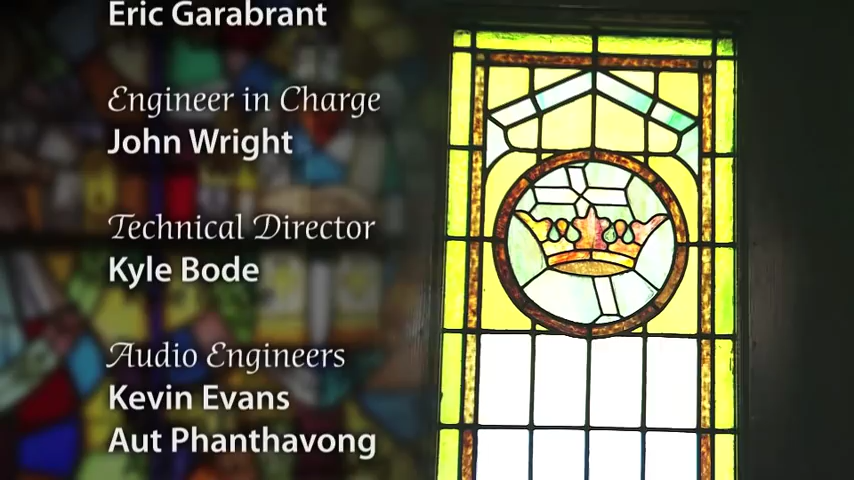 Eric Garabrant
Engineer in Charge
John Wright
Technical Director
Kyle Bode
Audio Engineers
Kevin Evans
Aut Phanthavong